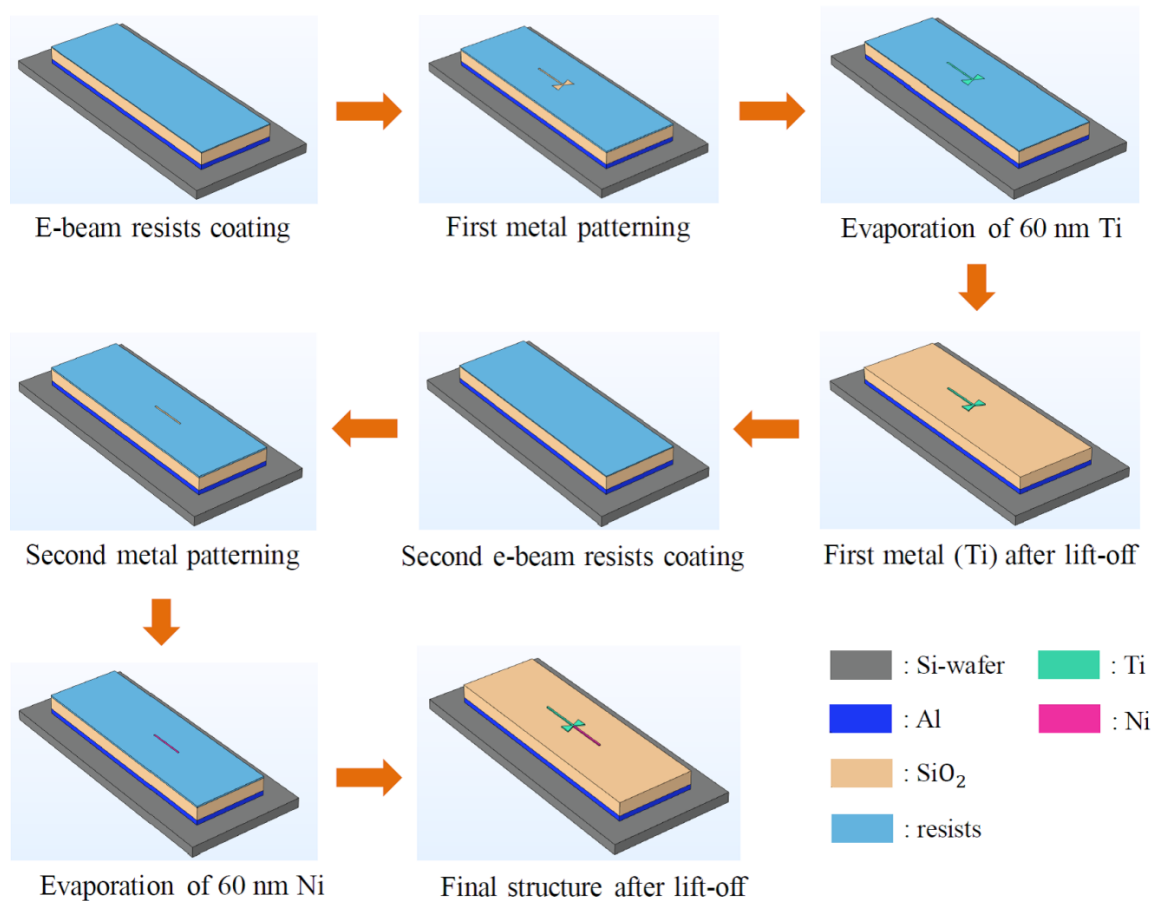 E-beam resists coating
First metal patterning
Evaporation of 60 nm Ti
Second metal patterning
Second e-beam resists coating
First metal (Ti) after lift-off
Evaporation of 60 nm Ni
Final structure after lift-off
: Si-wafer
: Ti
: Al
: Ni
: SiO₂
: resists